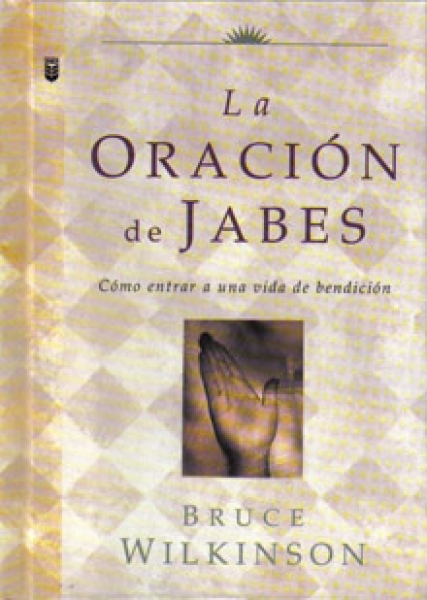 La
ORACIÓN
de JABES
Cómo entrar a una vida de bendición
BRUCE
WILKINSON